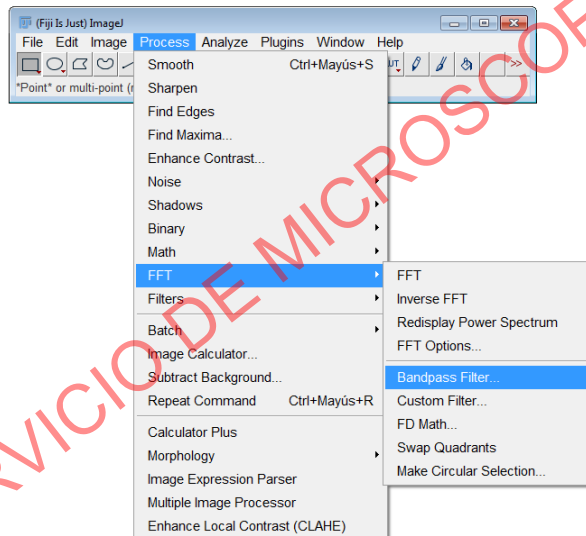 (Fiji Is Just) ImageJ
File Edit Image Process Analyze Plugins Window Help
*Point* or multi-point (r
Smooth Ctrl+Mayús+S
Sharpen
Find Edges
Find Maxima...
Enhance Contrast...
Noise
Shadows
Binary
Math
FFT
Filters
Batch
Image Calculator...
Subtract Background...
Repeat Command Ctrl+Mayús+R
Calculator Plus
Morphology
Image Expression Parser
Multiple Image Processor
Enhance Local Contrast (CLAHE)
FFT
Inverse FFT
Redisplay Power Spectrum
FFT Options...
Bandpass Filter...
Custom Filter...
FD Math...
Swap Quadrants
Make Circular Selection...
RVICIO DE MICROSCO